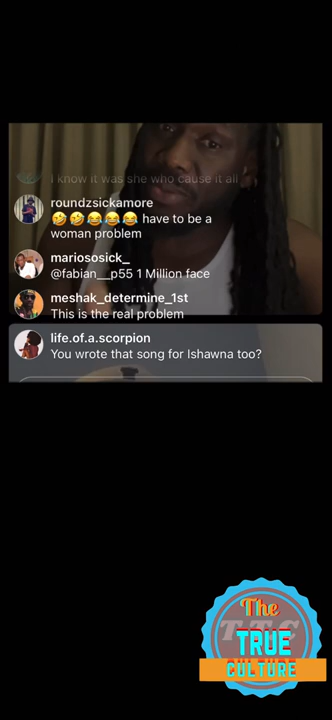 I know it was she who cause it all
roundzsickamore
🤣🤣😂😂😂 have to be a
woman problem
mariososick_
@fabian__p55 1 Million face
meshak_determine_1st
This is the real problem
life.of.a.scorpion
You wrote that song for Ishawna too?
The
T.T.C
TRUE
CULTURE